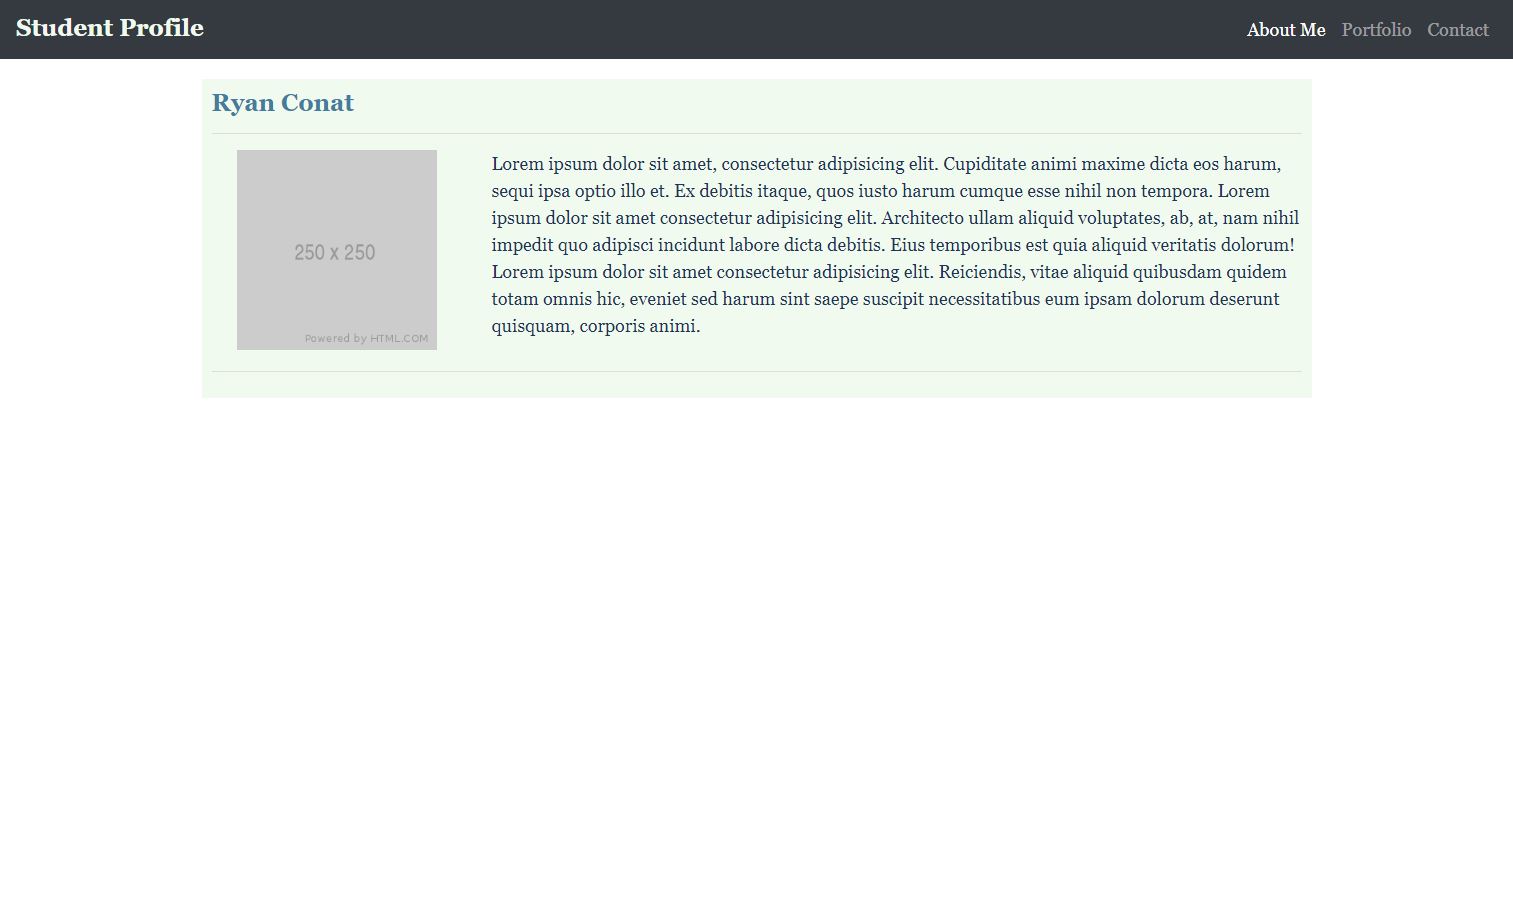 Student Profile
About Me Portfolio Contact
Ryan Conat
250 x 250
Powered by HTML.COM
Lorem ipsum dolor sit amet, consectetur adipisicing elit. Cupiditate animi maxime dicta eos harum,
sequi ipsa optio illo et. Ex debitis itaque, quos iusto harum cumque esse nihil non tempora. Lorem
ipsum dolor sit amet consectetur adipisicing elit. Architecto ullam aliquid voluptates, ab, at, nam nihil
impedit quo adipisci incidunt labore dicta debitis. Eius temporibus est quia aliquid veritatis dolorum!
Lorem ipsum dolor sit amet consectetur adipisicing elit. Reiciendis, vitae aliquid quibusdam quidem
totam omnis hic, eveniet sed harum sint saepe suscipit necessitatibus eum ipsam dolorum deserunt
quisquam, corporis animi.